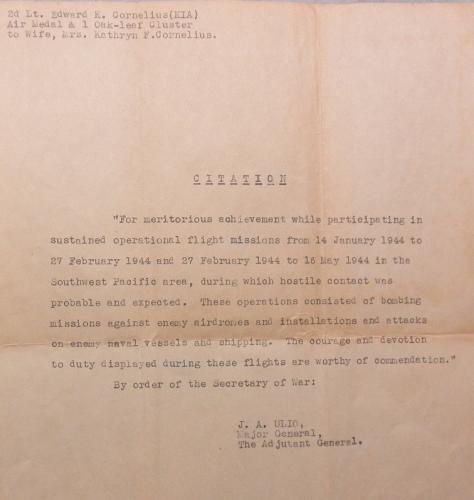 2d Lt. Edward E. Cornelius(KIA)
Air Medal & 1 Oak-leaf Cluster
to Wife, Mrs. Kathryn F.Cornelius.
CITATION
"For meritorious achievement while participating in
sustained operational flight missions from 14 January 1944 to
27 February 1944 and 27 February 1944 to 16 May 1944 in the
Southwest Pacific area, during which hostile contact was
probable and expected. These operations consisted of bombing
missions against enemy airdromes and installations and attacks
on enemy naval vessels and shipping. The courage and devotion
to duty displayed during these flights are worthy of commendation."
By order of the Secretary of War:
J. A. ULIO,
Major General,
The Adjutant General.